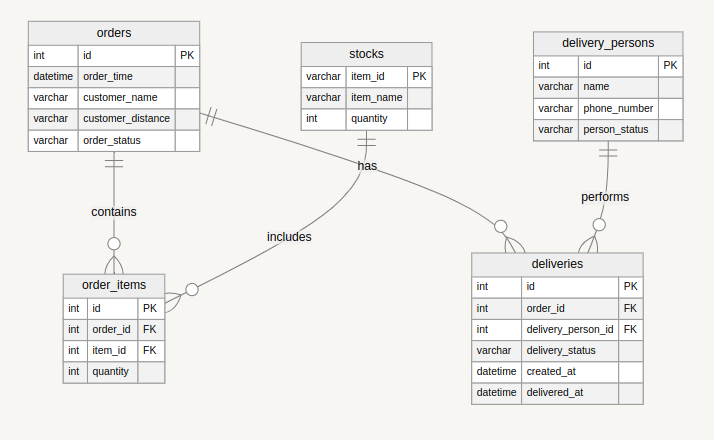 orders
int id PK
datetime order_time
varchar customer_name
varchar customer_distance
varchar order_status
stocks
varchar item_id PK
varchar item_name
int quantity
delivery_persons
int id PK
varchar name
varchar phone_number
varchar person_status
has
contains
includes
performs
order_items
int id PK
int order_id FK
int item_id FK
int quantity
deliveries
int id PK
int order_id FK
int delivery_person_id FK
varchar delivery_status
datetime created_at
datetime delivered_at